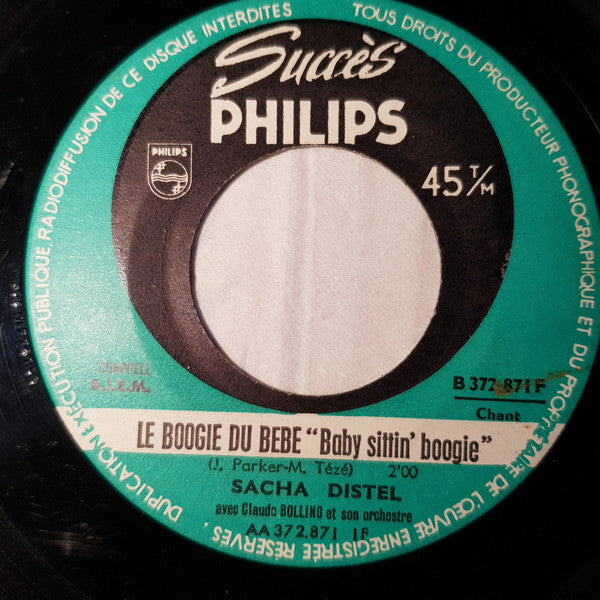 DUPLICATION EXÉCUTION PUBLIQUE, RADIODIFFUSION DE CE DISQUE INTERDITES
TOUS DROITS DU PRODUCTEUR PHONOGRAPHIQUE ET DU PROPRIÉTAIRE DE L'ŒUVRE ENREGISTRÉE RÉSERVÉS.
Succès
PHILIPS
PHILIPS
45 T/M
CHAPPELL
S.I.E.M.
B 372.871 F
Chant
LE BOOGIE DU BEBE "Baby sittin' boogie"
(J. Parker-M. Tézé) 2'00
SACHA DISTEL
avec Claude BOLLING et son orchestre
AA 372.871 1F